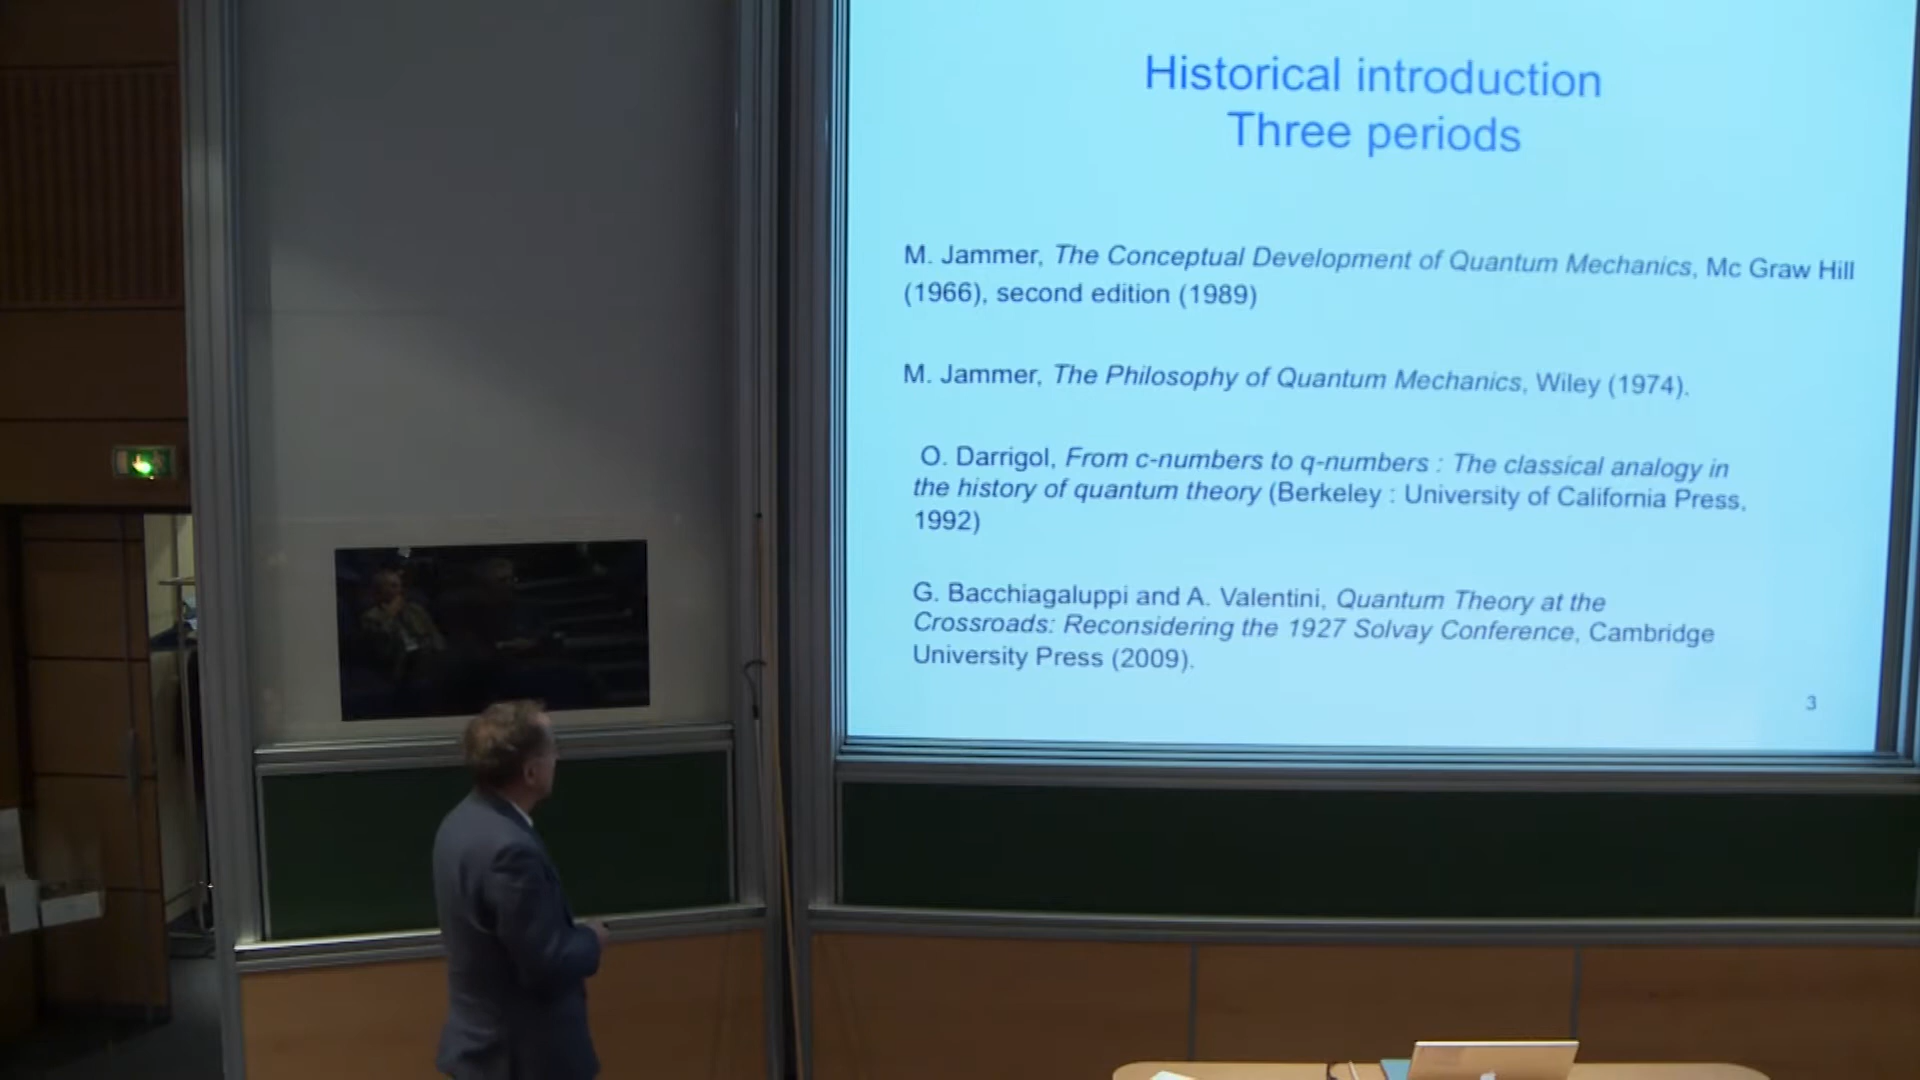 Historical introduction
Three periods
M. Jammer, The Conceptual Development of Quantum Mechanics, Mc Graw Hill
(1966), second edition (1989)
M. Jammer, The Philosophy of Quantum Mechanics, Wiley (1974).
O. Darrigol, From c-numbers to q-numbers : The classical analogy in
the history of quantum theory (Berkeley : University of California Press,
1992)
G. Bacchiagaluppi and A. Valentini, Quantum Theory at the
Crossroads: Reconsidering the 1927 Solvay Conference, Cambridge
University Press (2009).
3